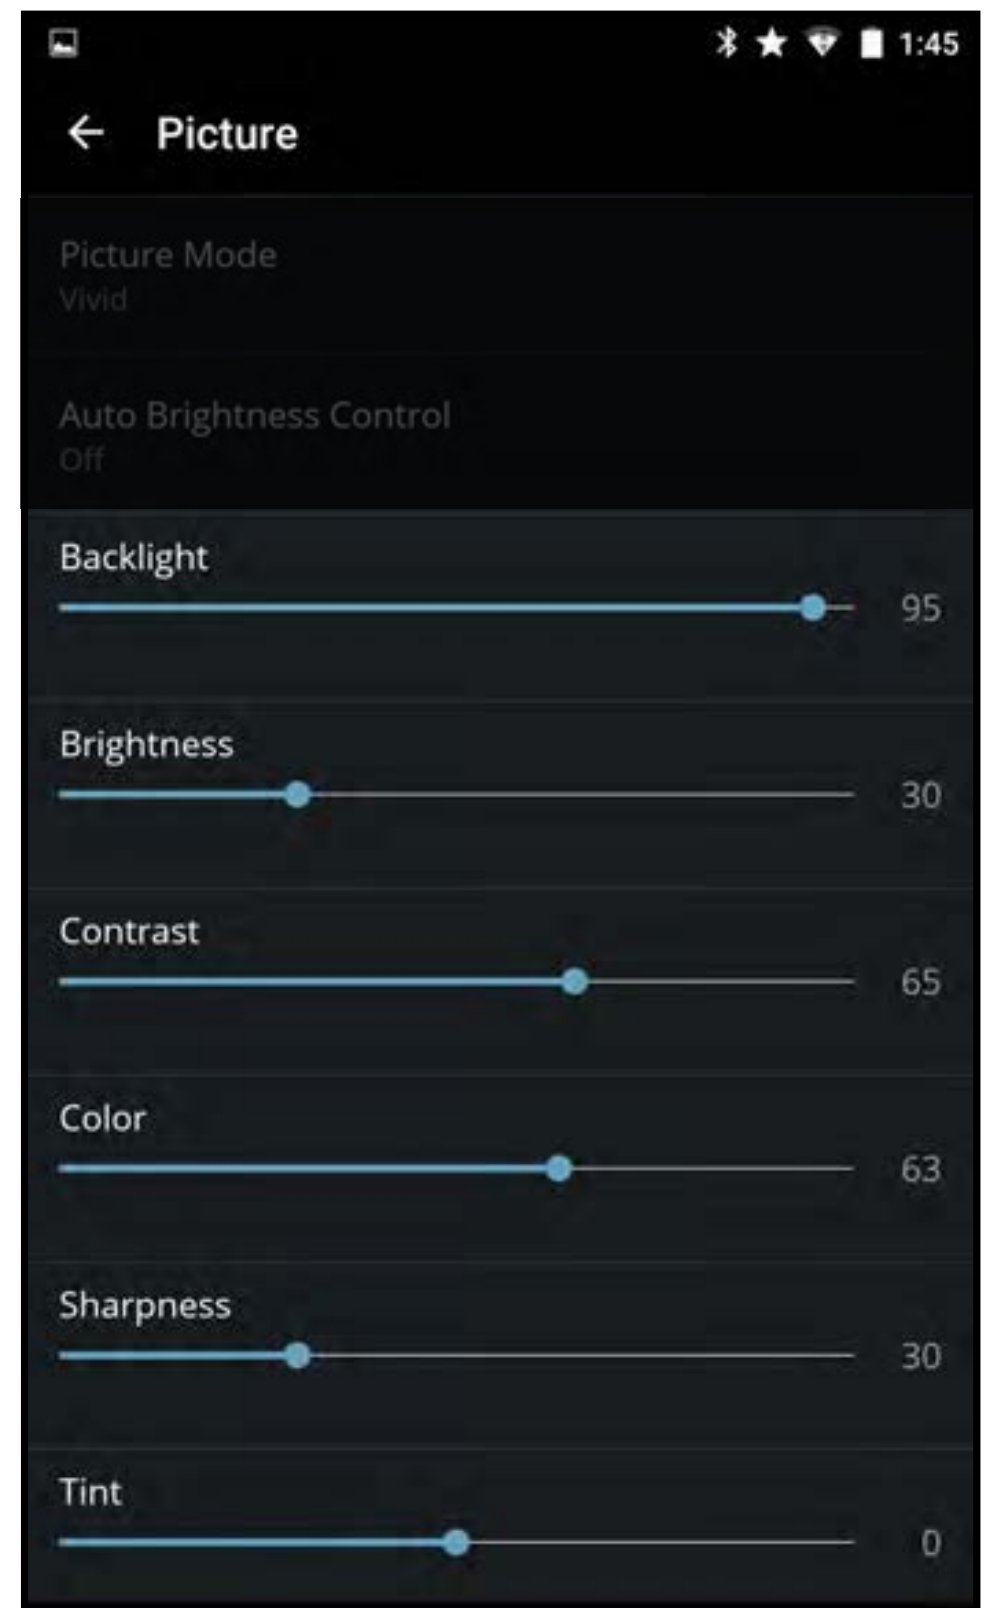 1:45
Picture
Picture Mode
Vivid
Auto Brightness Control
Off
Backlight
95
Brightness
30
Contrast
65
Color
63
Sharpness
30
Tint
0